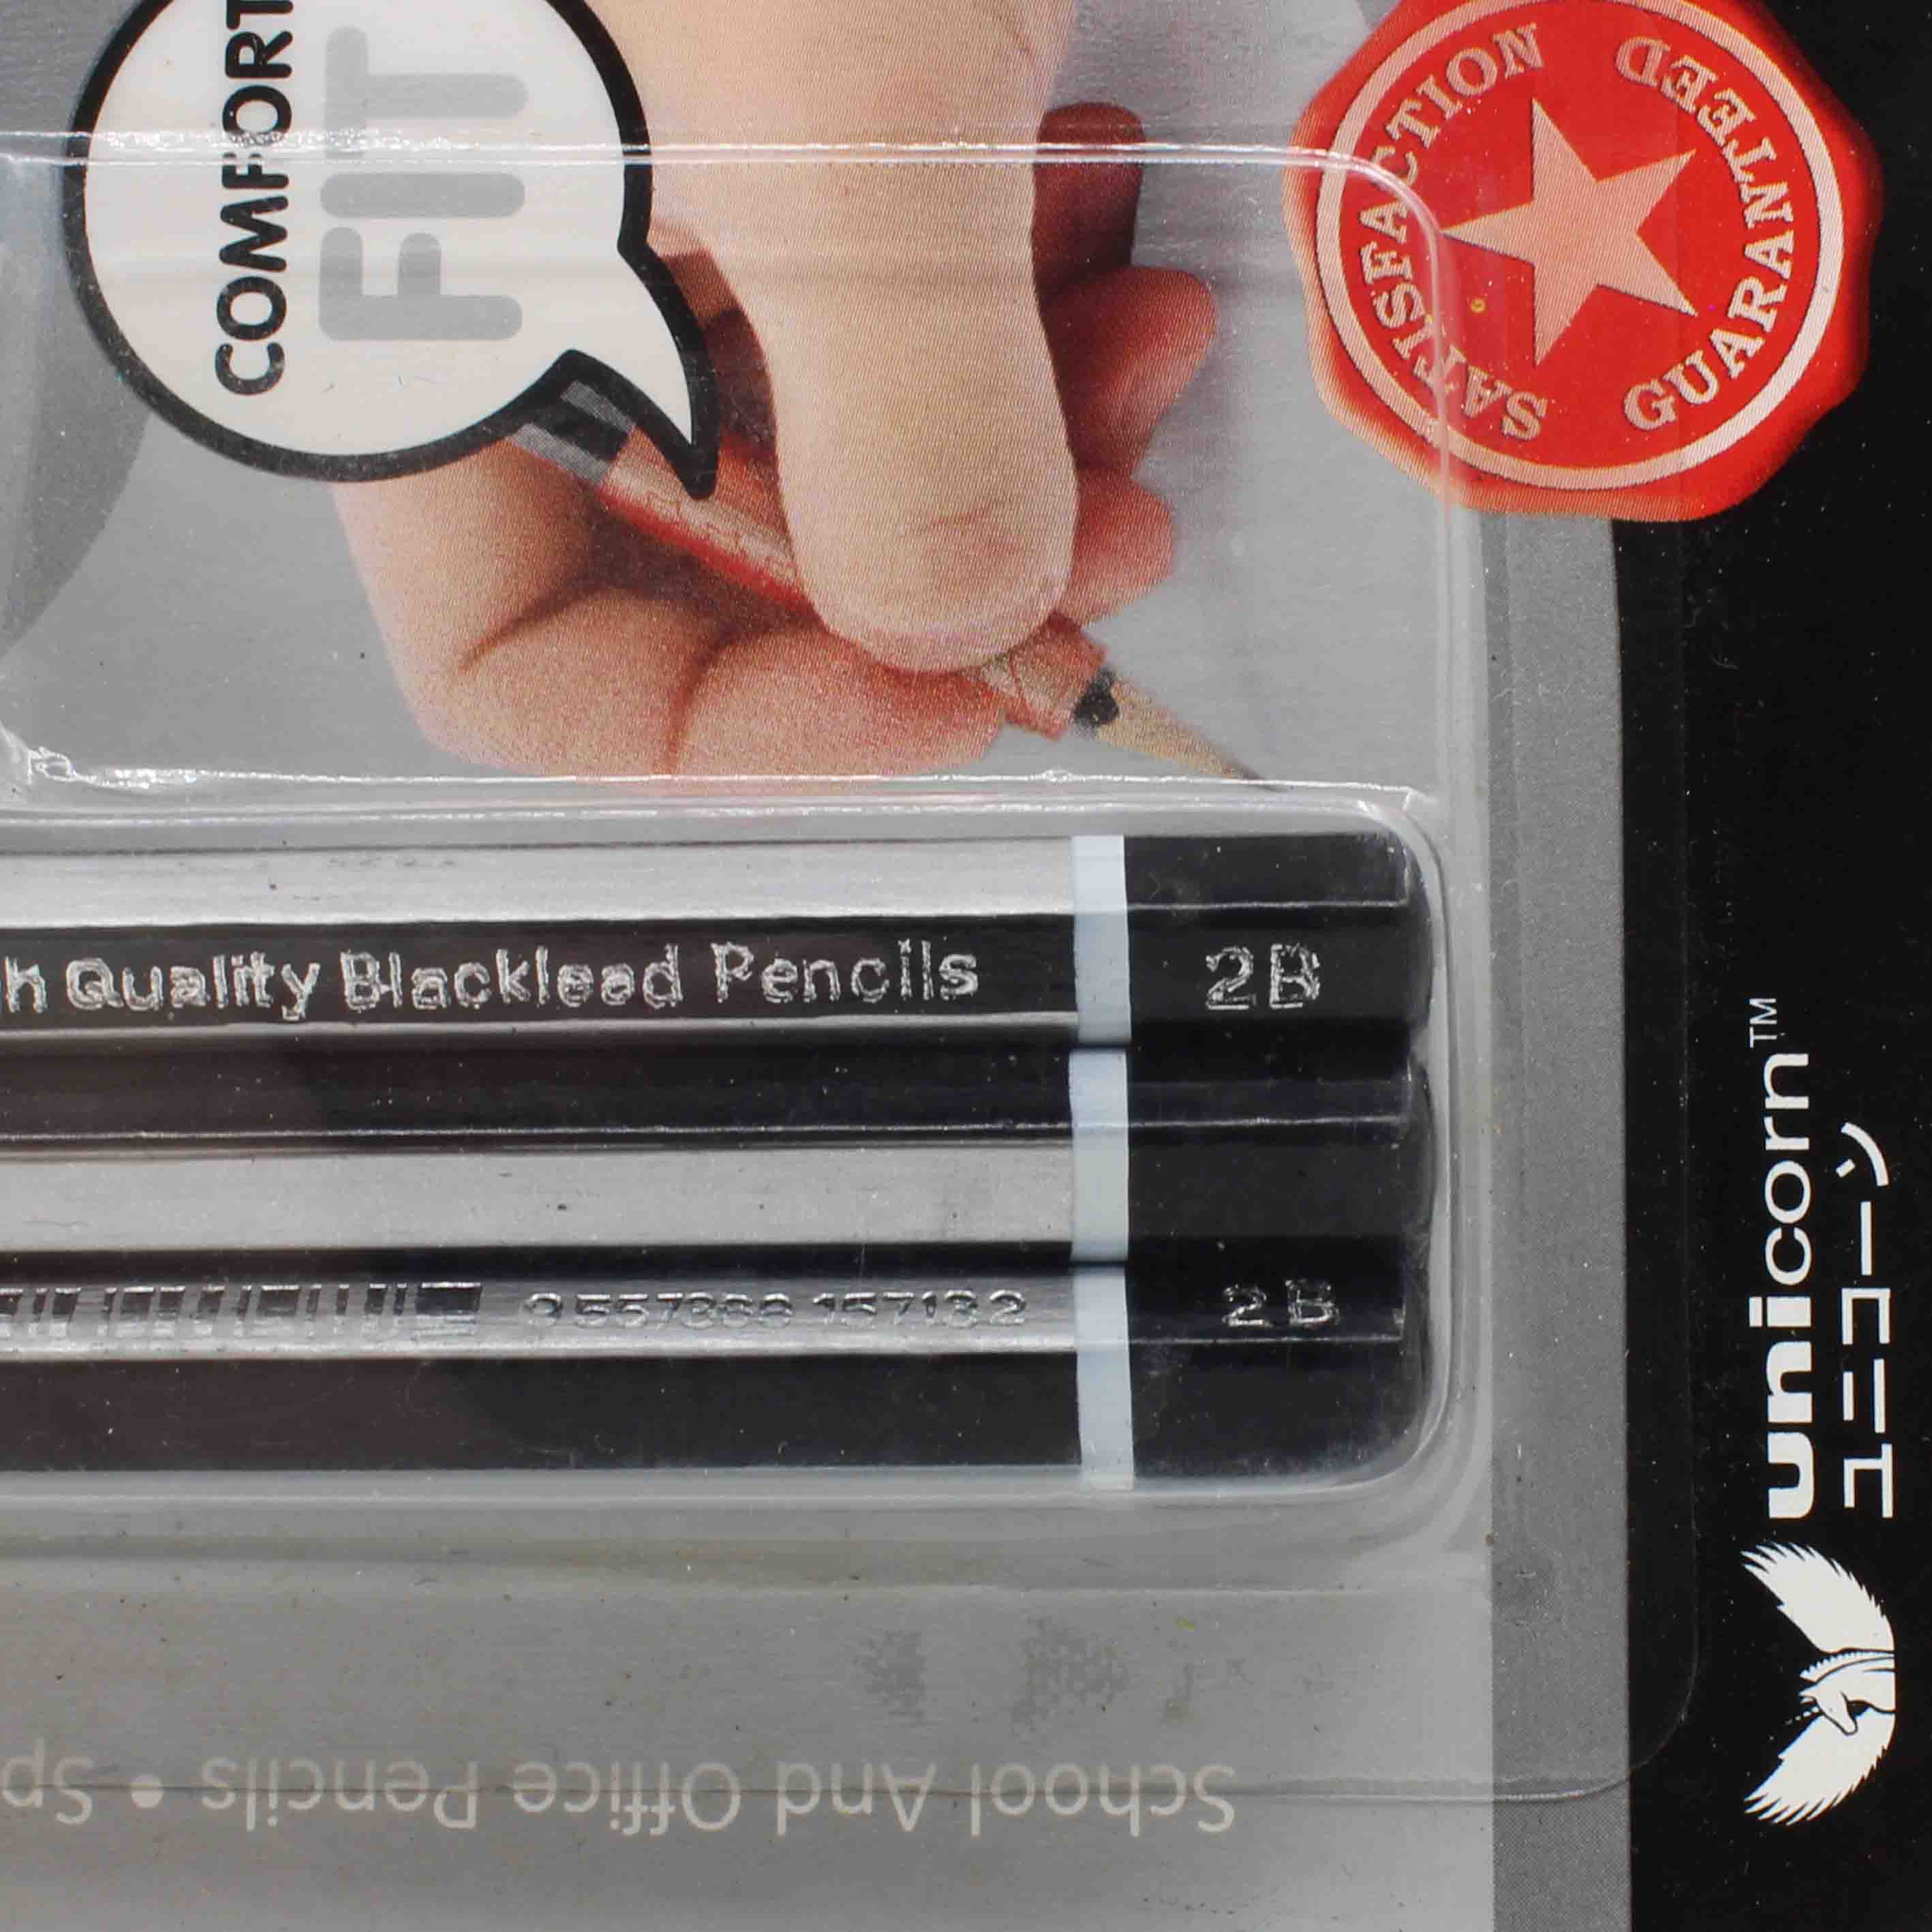 COMFORT
FIT
SATISFACTION
GUARANTEED
h Quality Blacklead Pencils 2B
9557388 157132 2B
unicorn™
ユニコーン
School And Office Pencils • Sp